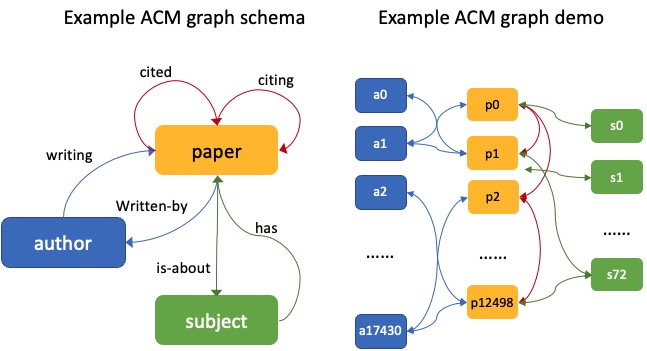 Example ACM graph schema
Example ACM graph demo
cited
citing
paper
writing
Written-by
has
author
is-about
subject
a0
p0
s0
a1
p1
s1
a2
p2
......
......
......
s72
p12498
a17430